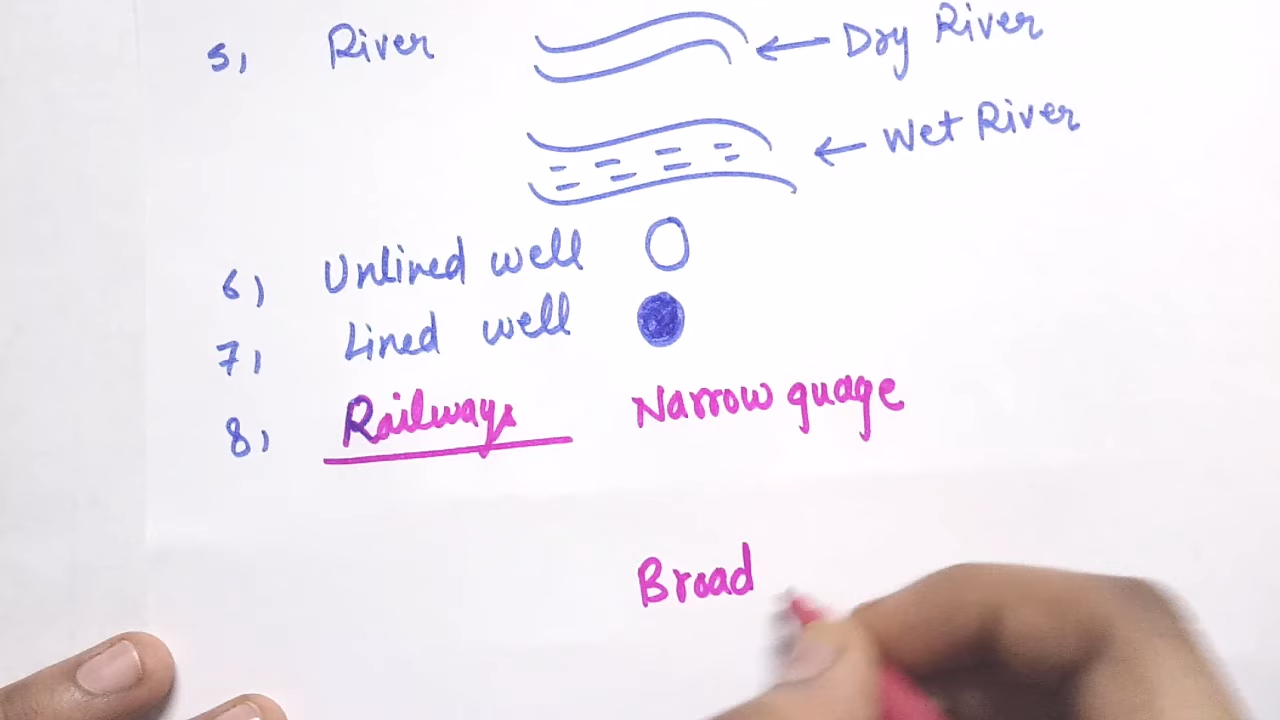 5, River ← Dry River
← Wet River
6) Unlined well
7, Lined well
8, Railways Narrow quage
Broad